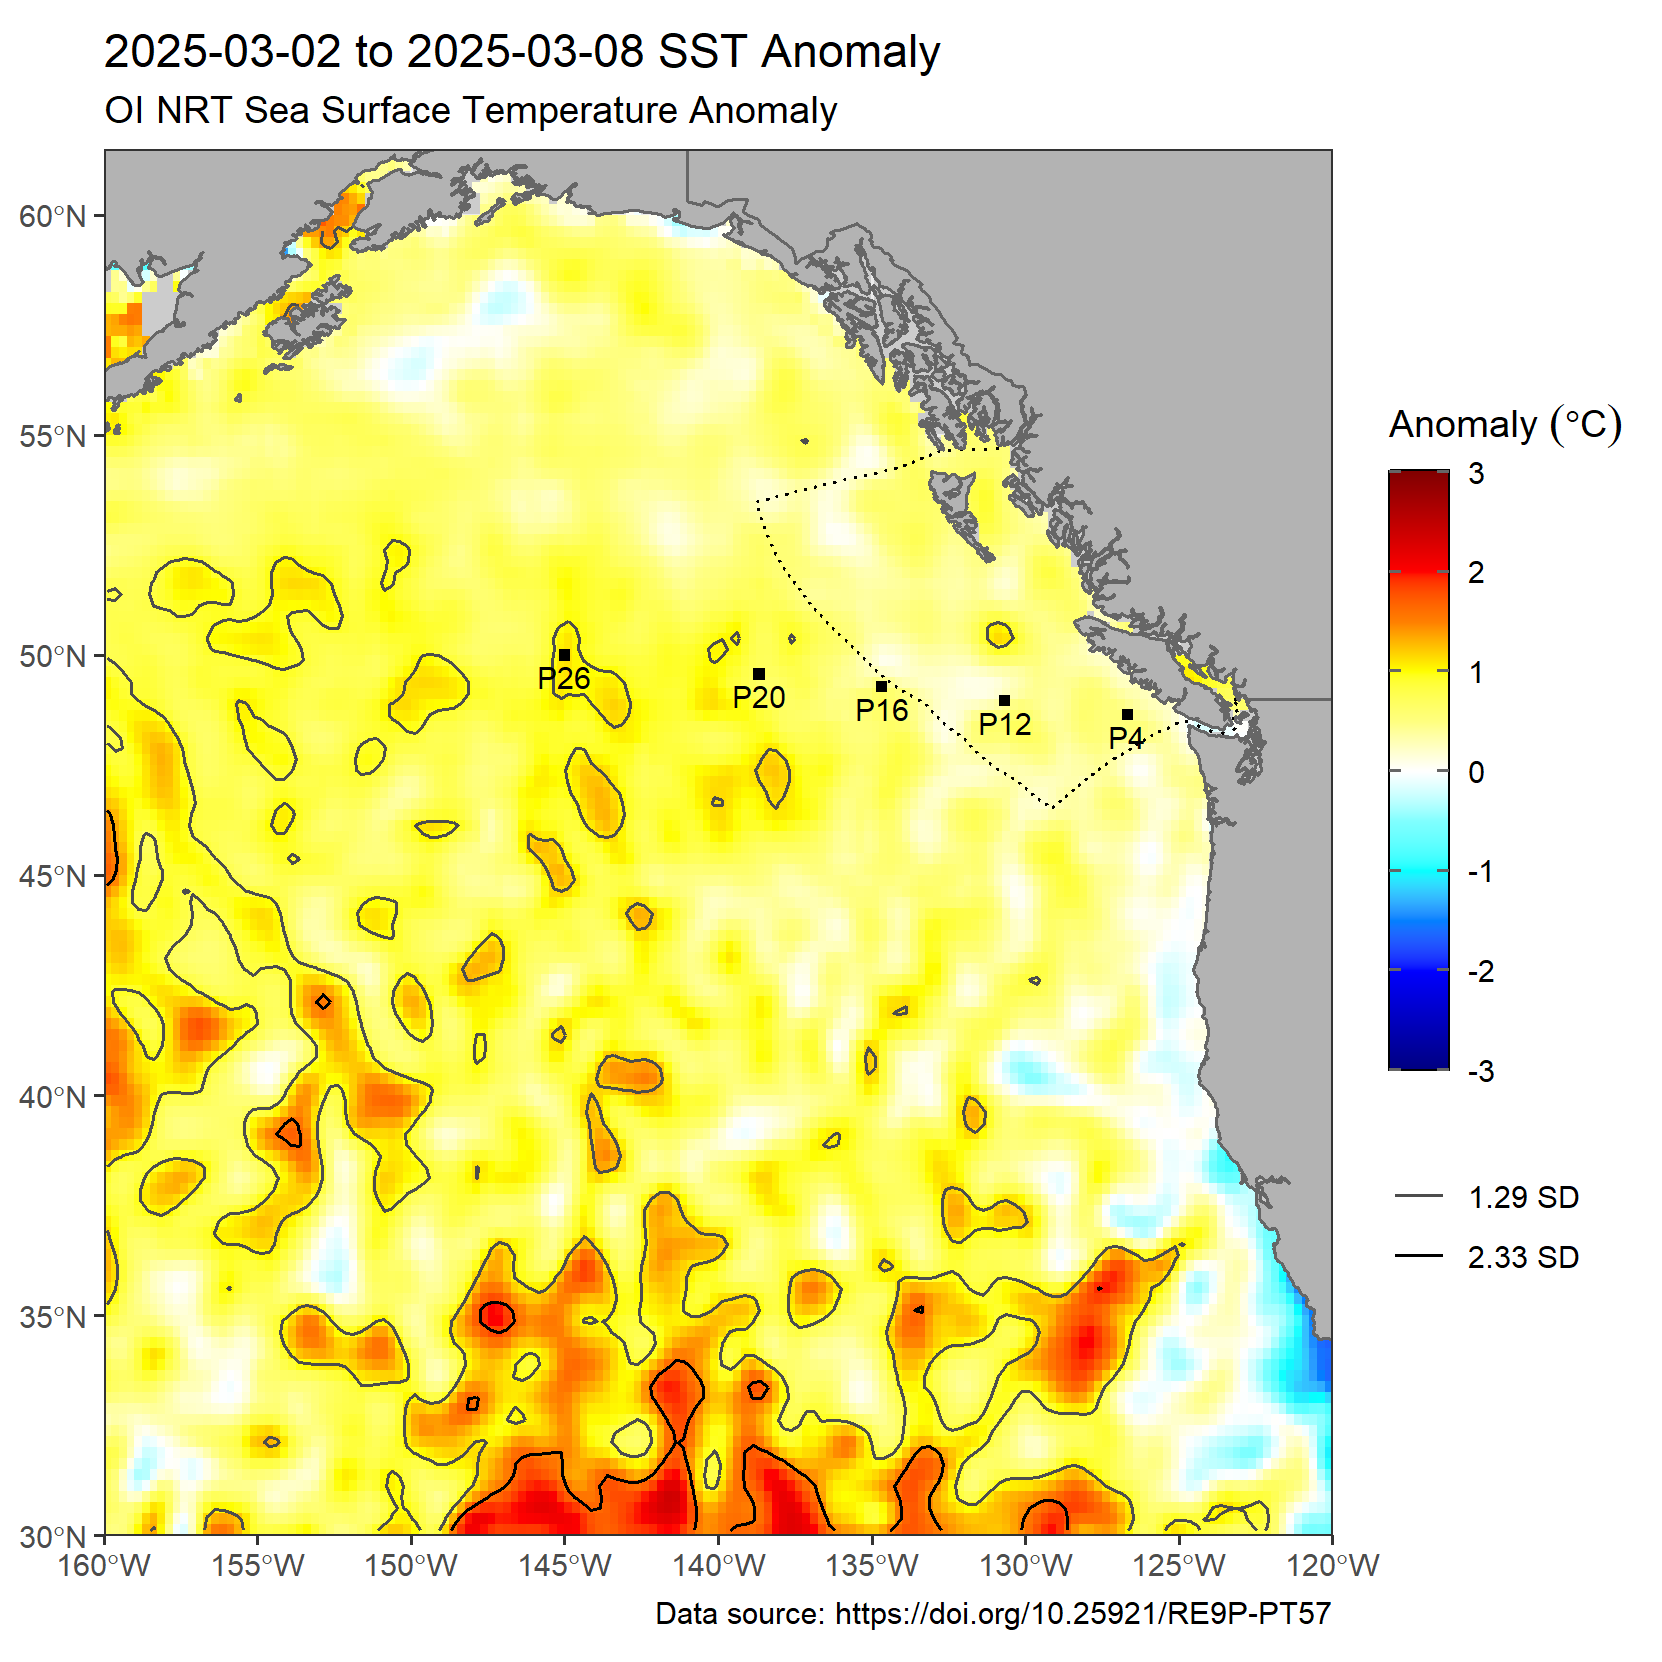 2025-03-02 to 2025-03-08 SST Anomaly
OI NRT Sea Surface Temperature Anomaly
60°N
55°N
50°N
45°N
40°N
35°N
30°N
160°W
155°W
150°W
145°W
140°W
135°W
130°W
125°W
120°W
P26
P20
P16
P12
P4
Anomaly (°C)
3
2
1
0
-1
-2
-3
1.29 SD
2.33 SD
Data source: https://doi.org/10.25921/RE9P-PT57